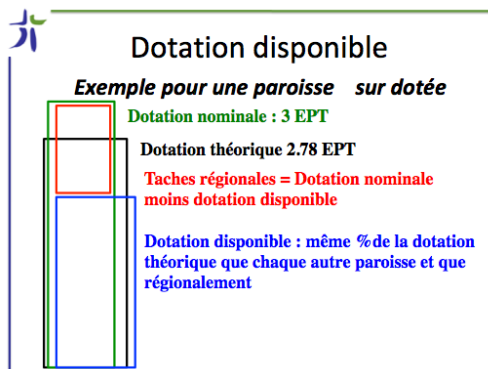 Dotation disponible
Exemple pour une paroisse sur dotée
Dotation nominale : 3 EPT
Dotation théorique 2.78 EPT
Taches régionales = Dotation nominale
moins dotation disponible
Dotation disponible : même % de la dotation
théorique que chaque autre paroisse et que
régionalement